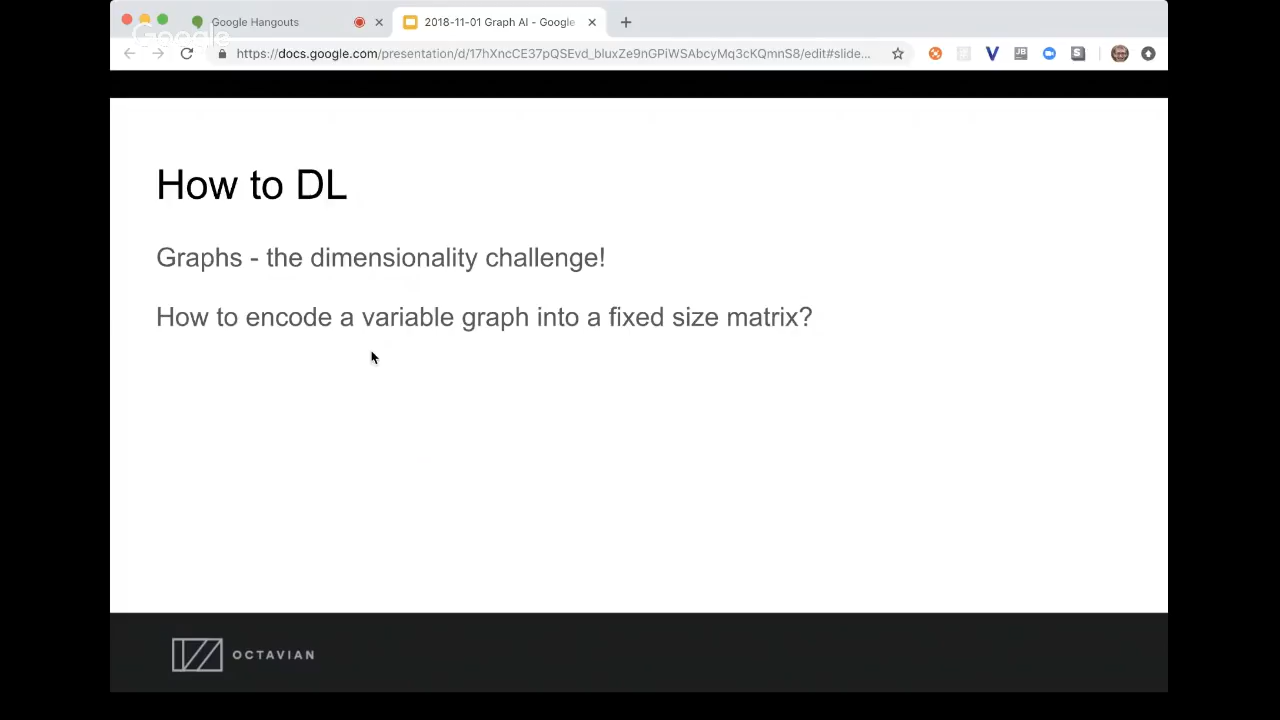 Google Hangouts
2018-11-01 Graph AI - Google
Google
https://docs.google.com/presentation/d/17hXncCE37pQSEvd_bluxZe9nGPiWSAbcyMq3cKQmnS8/edit#slide...
How to DL
Graphs - the dimensionality challenge!
How to encode a variable graph into a fixed size matrix?
OCTAVIAN